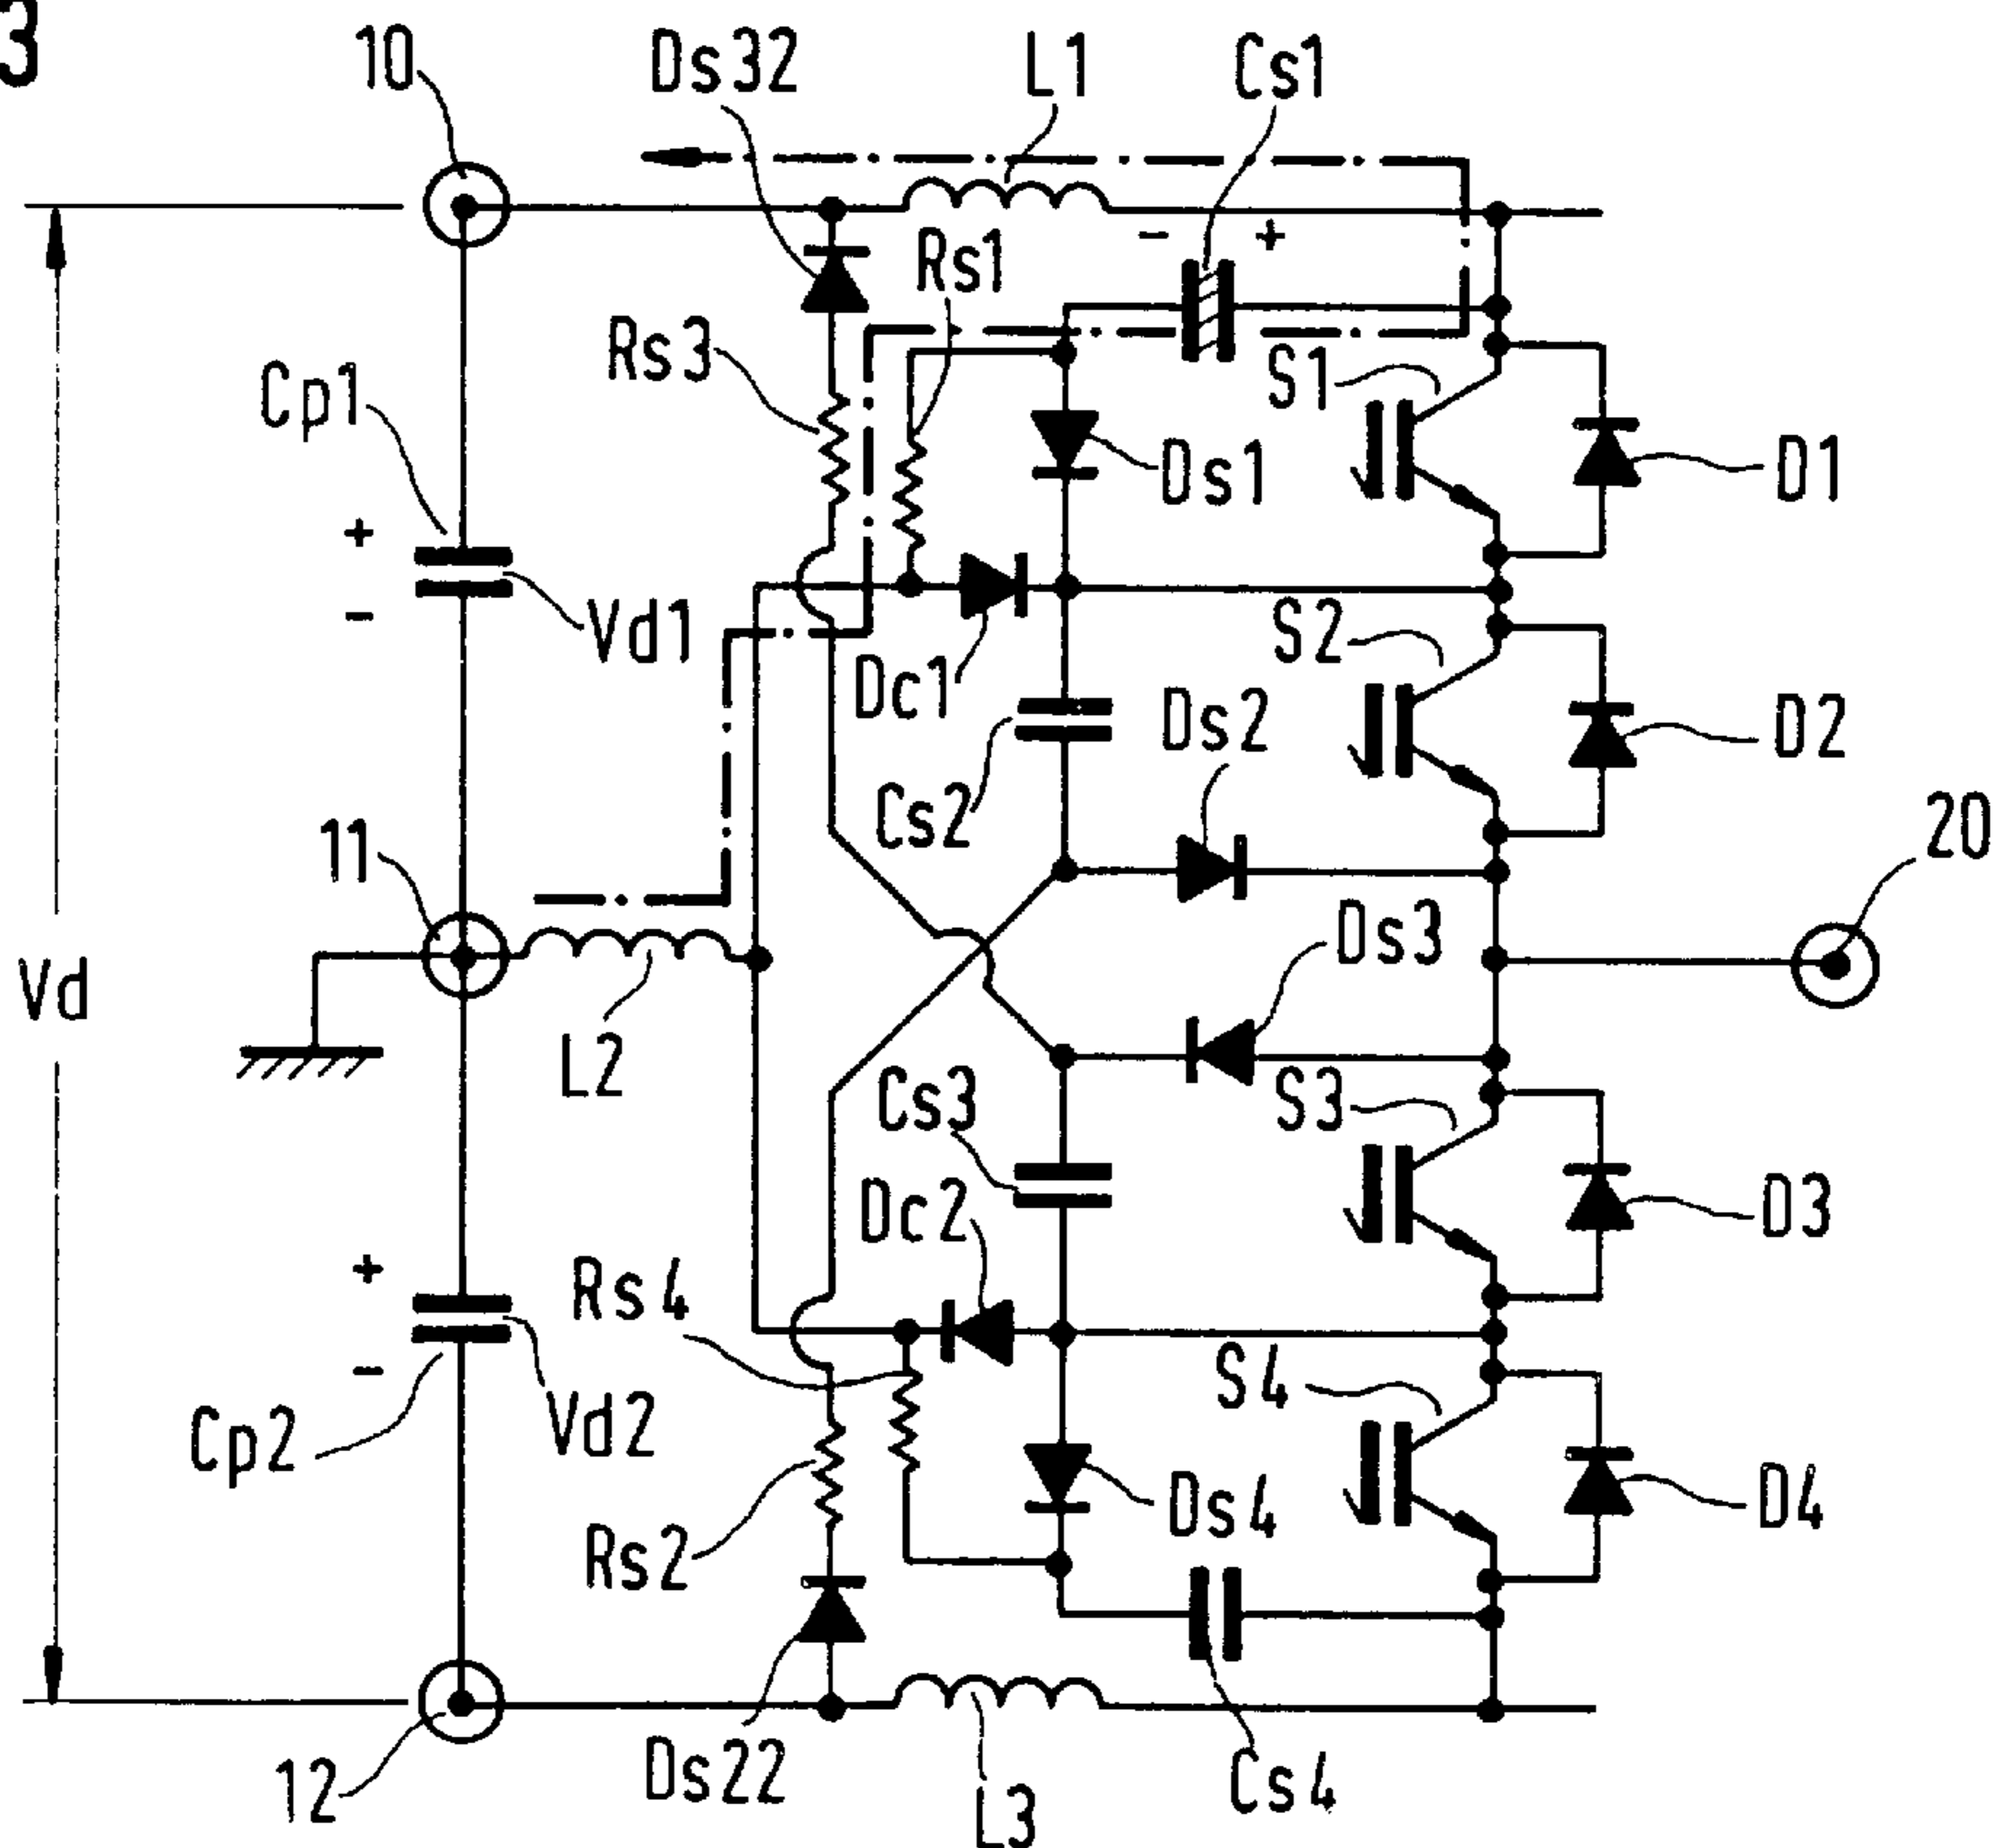 3
10
Ds32
L1
Cs1
- +
Rs1
Rs3
S1
Cp1
Ds1
D1
+
-
Vd1
S2
Dc1
Ds2
D2
Cs2
20
11
Ds3
Vd
L2
Cs3
S3
Dc2
D3
+
Rs4
-
S4
Vd2
Cp2
Ds4
D4
Rs2
Ds22
Cs4
12
L3